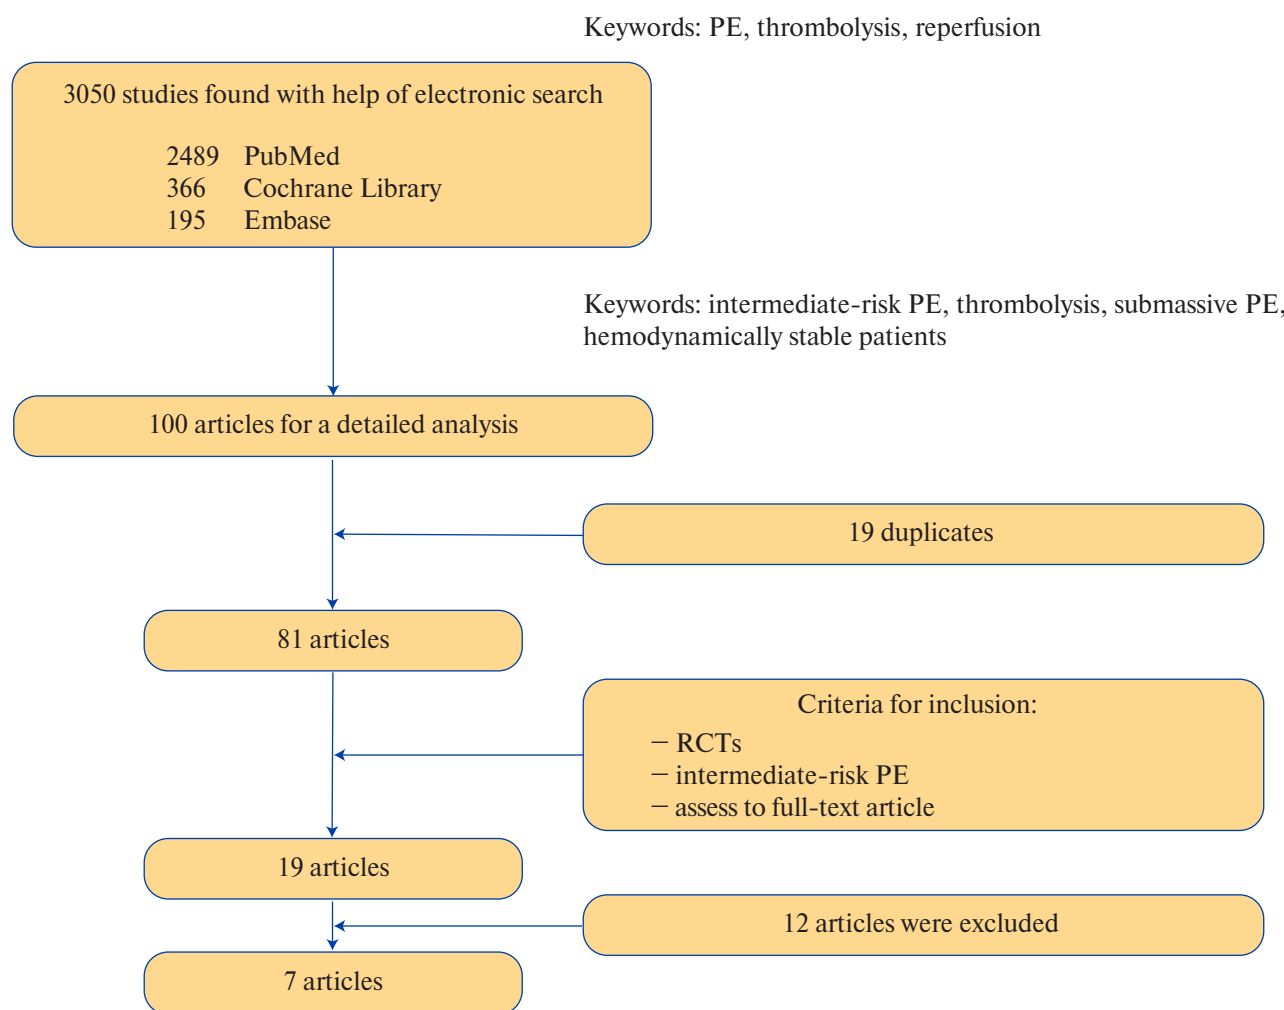 Keywords: PE, thrombolysis, reperfusion
3050 studies found with help of electronic search
2489 PubMed
366 Cochrane Library
195 Embase
Keywords: intermediate-risk PE, thrombolysis, submassive PE,
hemodynamically stable patients
100 articles for a detailed analysis
19 duplicates
81 articles
Criteria for inclusion:
– RCTs
– intermediate-risk PE
– assess to full-text article
19 articles
12 articles were excluded
7 articles